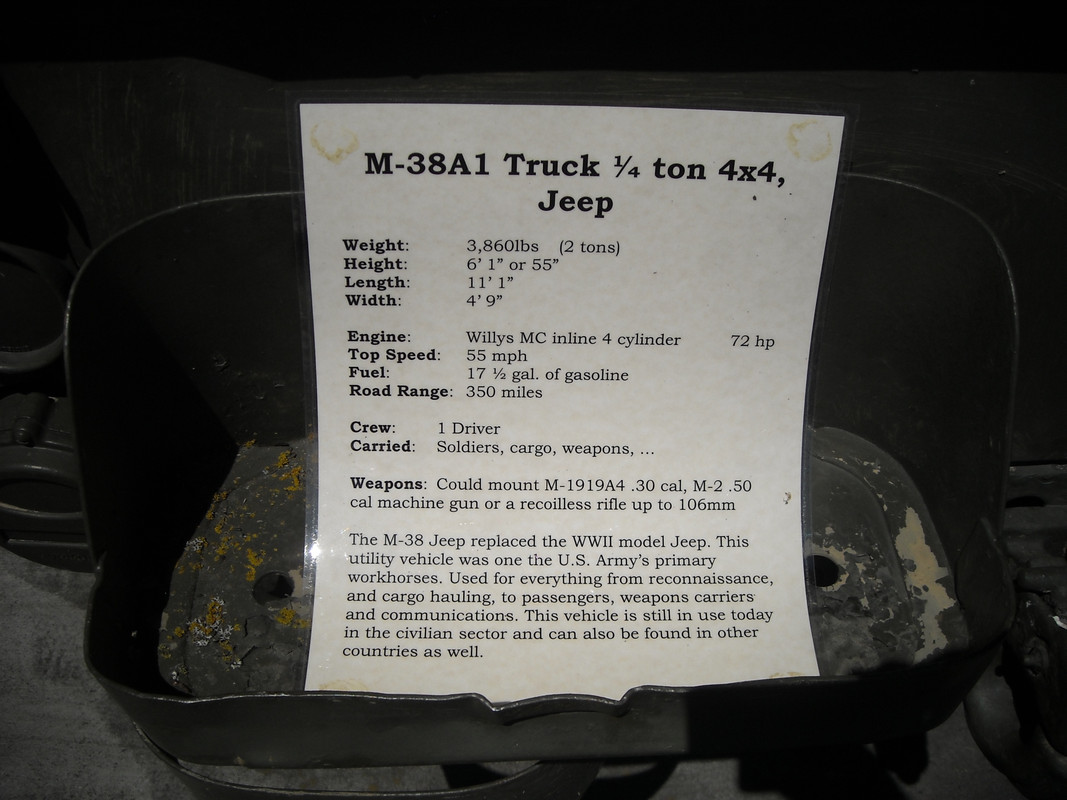 M-38A1 Truck ¼ ton 4x4,
Jeep
Weight: 3,860lbs (2 tons)
Height: 6' 1" or 55"
Length: 11' 1"
Width: 4' 9"
Engine: Willys MC inline 4 cylinder 72 hp
Top Speed: 55 mph
Fuel: 17 ½ gal. of gasoline
Road Range: 350 miles
Crew: 1 Driver
Carried: Soldiers, cargo, weapons, ...
Weapons: Could mount M-1919A4 .30 cal, M-2 .50
cal machine gun or a recoilless rifle up to 106mm
The M-38 Jeep replaced the WWII model Jeep. This
utility vehicle was one the U.S. Army's primary
workhorses. Used for everything from reconnaissance,
and cargo hauling, to passengers, weapons carriers
and communications. This vehicle is still in use today
in the civilian sector and can also be found in other
countries as well.